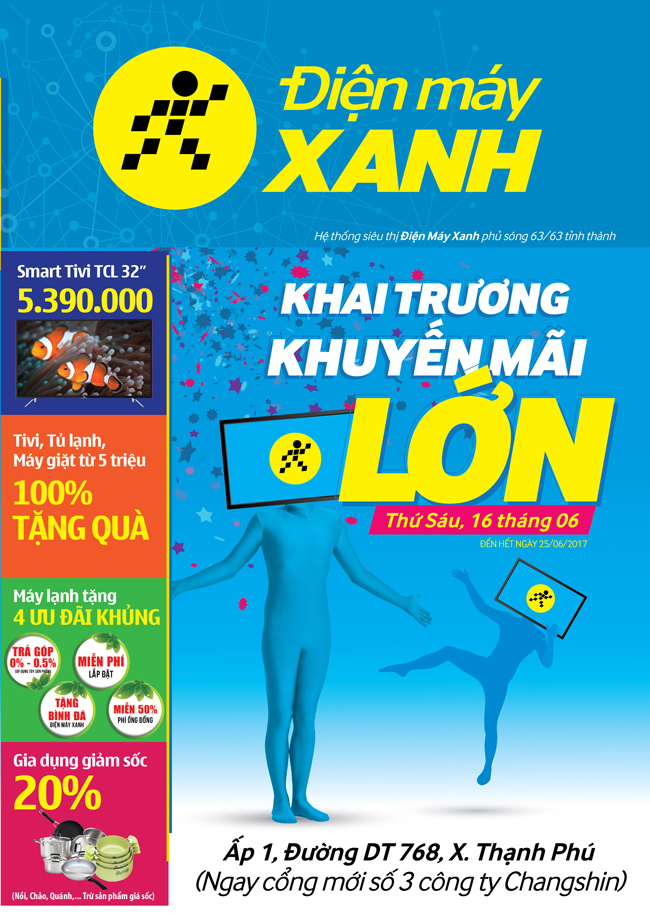 Điện máy
XANH
Hệ thống siêu thị Điện Máy Xanh phủ sóng 63/63 tỉnh thành
Smart Tivi TCL 32”
5.390.000
Tivi, Tủ lạnh,
Máy giặt từ 5 triệu
100%
TẶNG QUÀ
Máy lạnh tặng
4 ƯU ĐÃI KHỦNG
TRẢ GÓP
0% - 0.5%
MIỄN PHÍ
LẮP ĐẶT
TẶNG
BÌNH ĐÁ
ĐIỆN MÁY XANH
MIỄN 50%
PHÍ ỐNG ĐỒNG
Gia dụng giảm sốc
20%
(Nồi, Chảo, Quánh,... Trừ sản phẩm giá sốc)
KHAI TRƯƠNG
KHUYẾN MÃI
LỚN
Thứ Sáu, 16 tháng 06
ĐẾN HẾT NGÀY 25/06/2017
Ấp 1, Đường DT 768, X. Thạnh Phú
(Ngay cổng mới số 3 công ty Changshin)